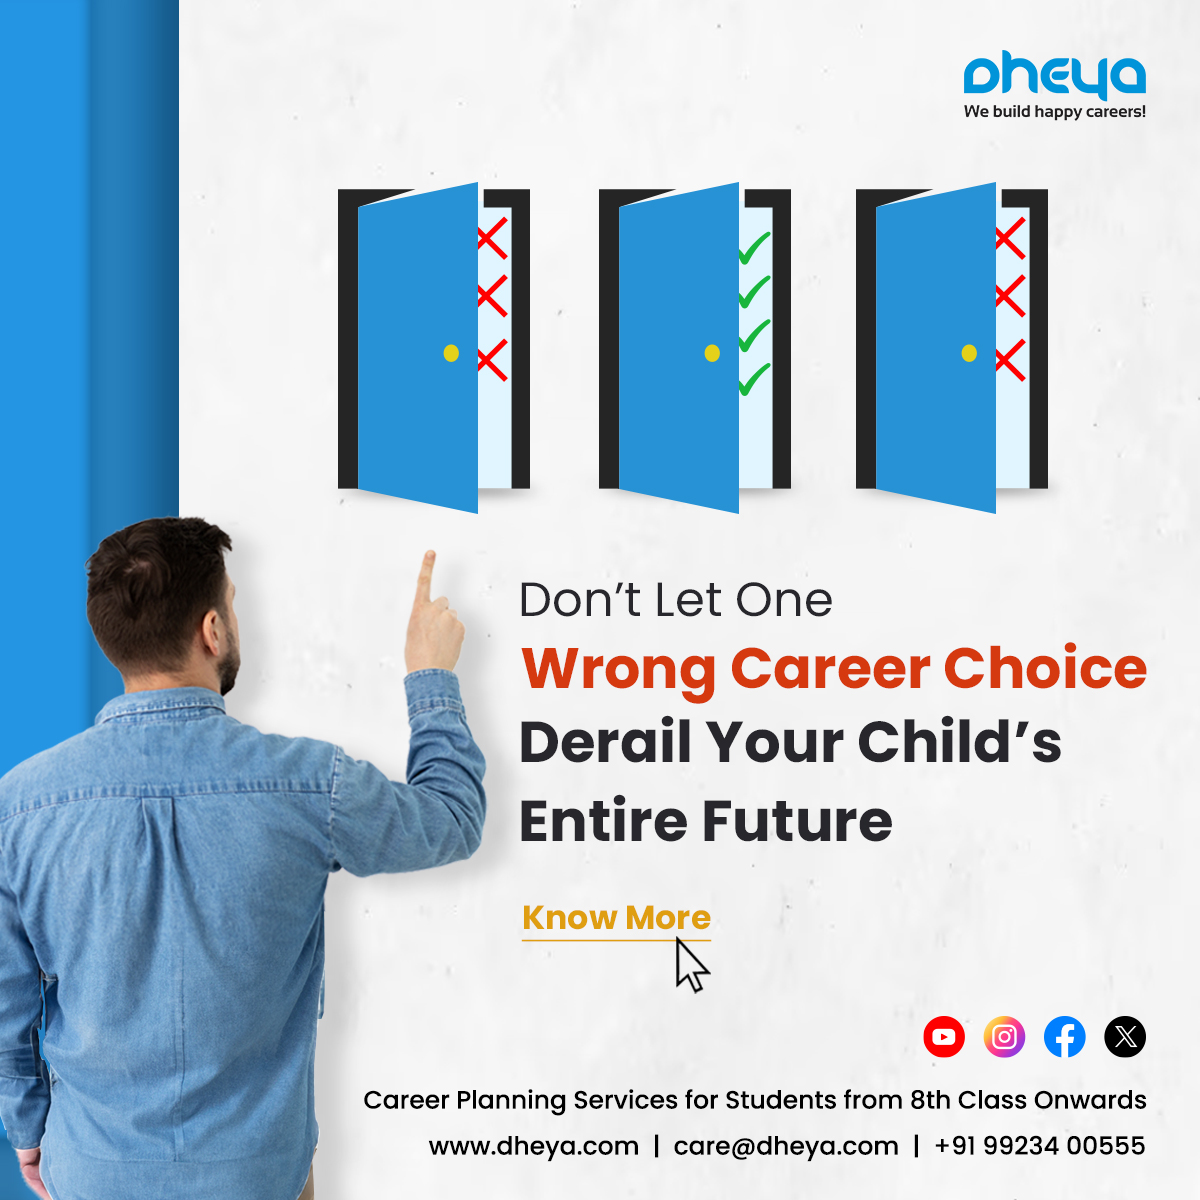 Dheya
We build happy careers!
Don't Let One
Wrong Career Choice
Derail Your Child's
Entire Future
Know More
Career Planning Services for Students from 8th Class Onwards
www.dheya.com | care@dheya.com | +91 99234 00555